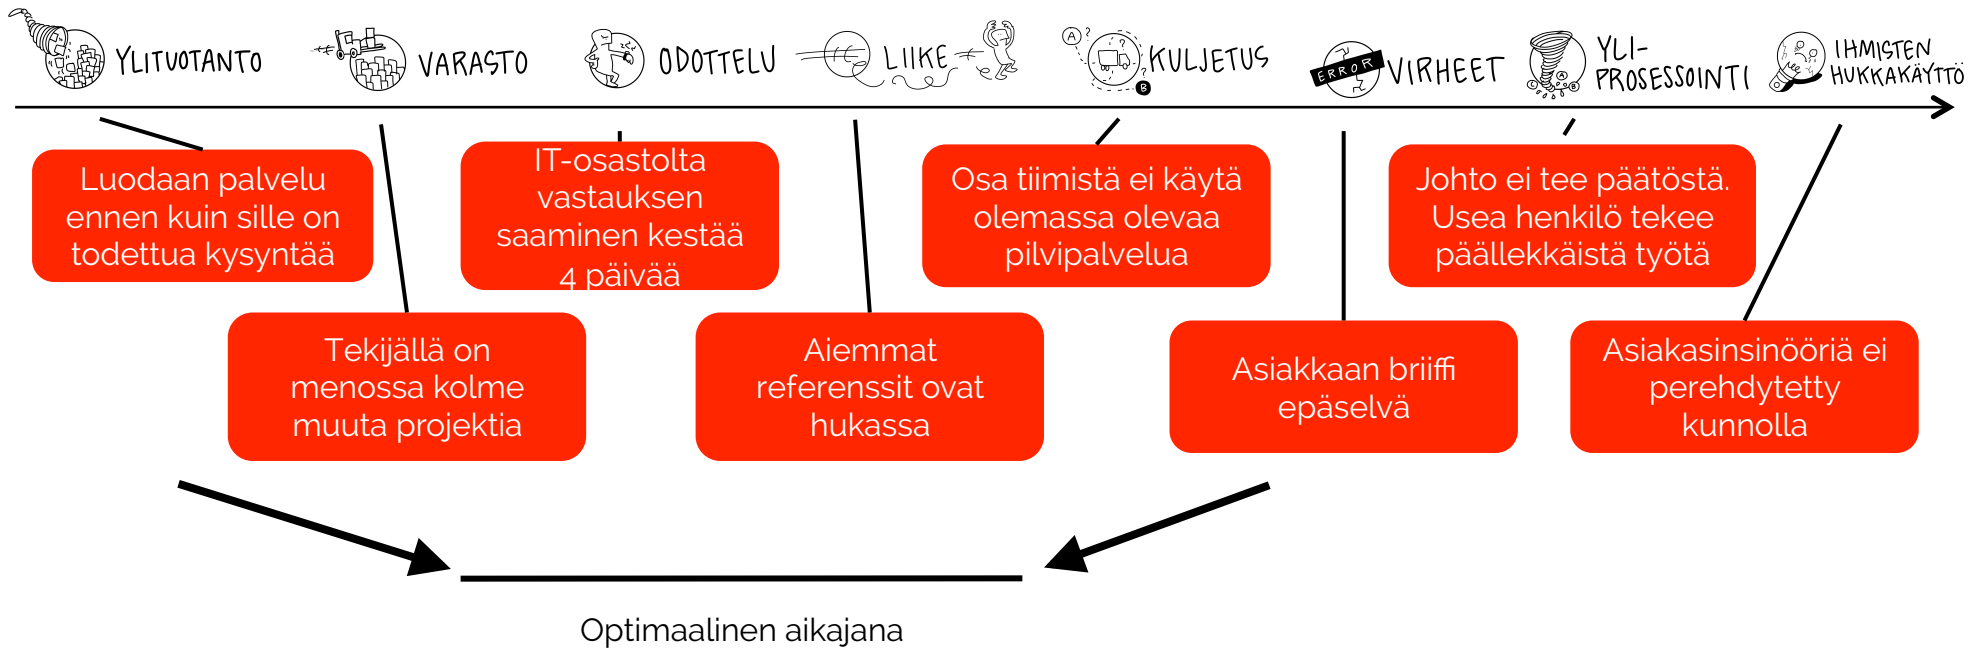 YLITUOTANTO
VARASTO
ODOTTELU
LIIKE
A
?
?
?
B
KULJETUS
ERROR
VIRHEET
A
B
C
YLI-
PROSESSOINTI
IHMISTEN
HUKKAKÄYTTÖ
Luodaan palvelu
ennen kuin sille on
todettua kysyntää
IT-osastolta
vastauksen
saaminen kestää
4 päivää
Osa tiimistä ei käytä
olemassa olevaa
pilvipalvelua
Johto ei tee päätöstä.
Usea henkilö tekee
päällekkäistä työtä
Tekijällä on
menossa kolme
muuta projektia
Aiemmat
referenssit ovat
hukassa
Asiakkaan briiffi
epäselvä
Asiakasinsinööriä ei
perehdytetty
kunnolla
Optimaalinen aikajana